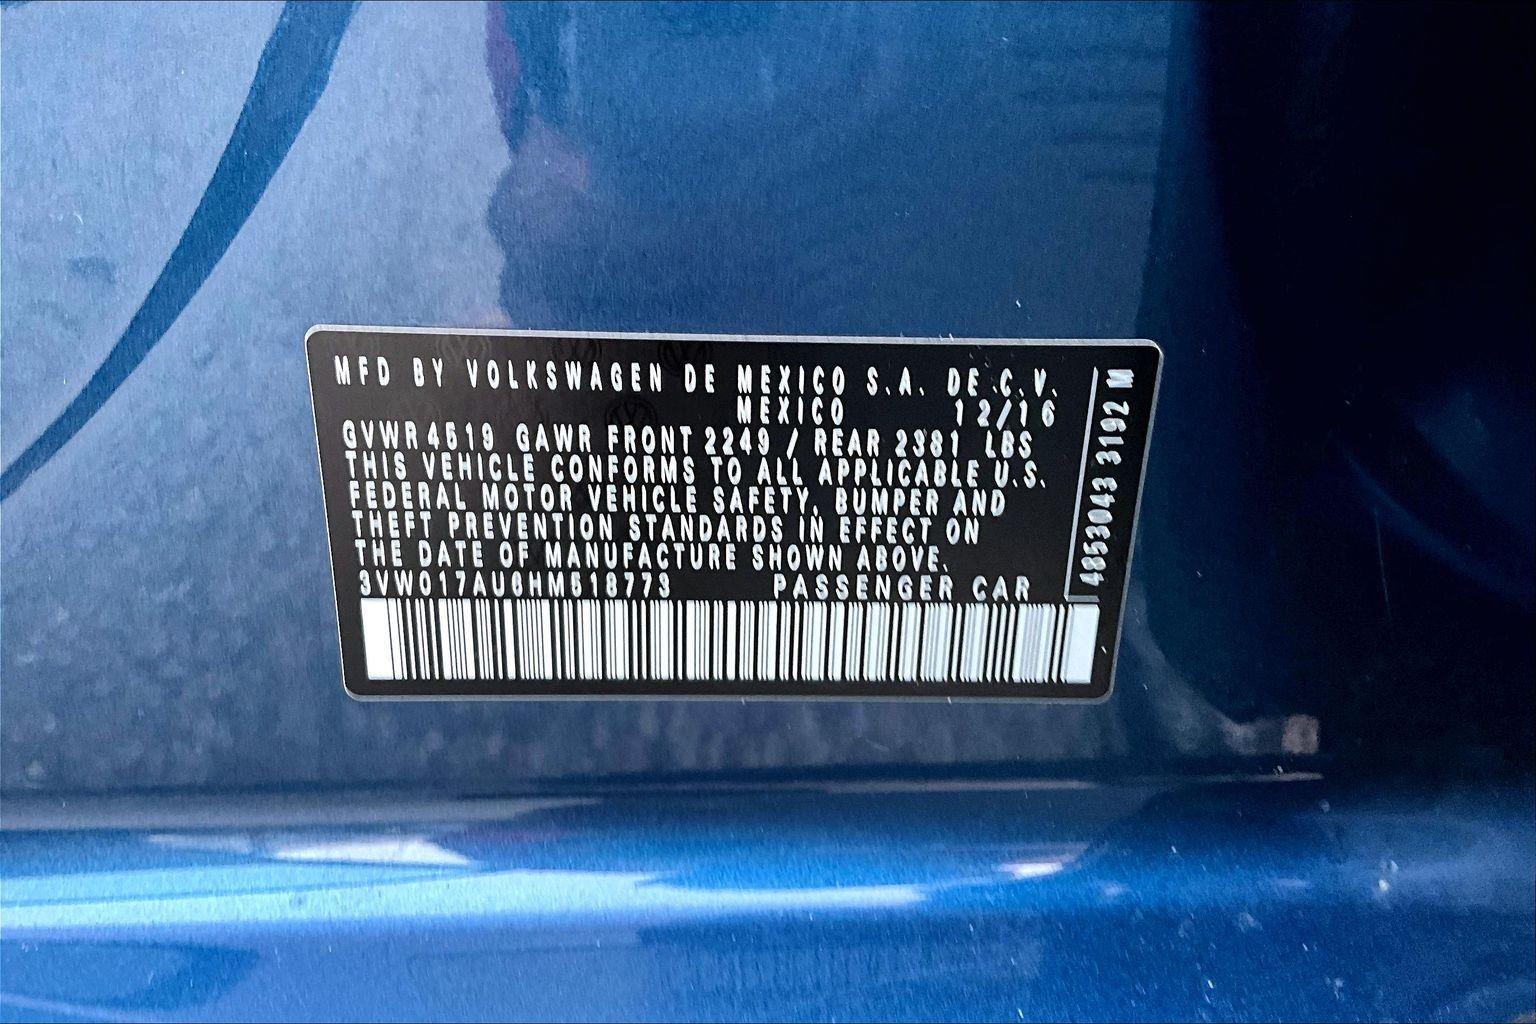 MFD BY VOLKSWAGEN DE MEXICO S.A. DE C.V.
MEXICO 12/16
GVWR 4519 GAWR FRONT 2249 / REAR 2381 LBS
THIS VEHICLE CONFORMS TO ALL APPLICABLE U.S.
FEDERAL MOTOR VEHICLE SAFETY, BUMPER AND
THEFT PREVENTION STANDARDS IN EFFECT ON
THE DATE OF MANUFACTURE SHOWN ABOVE.
3VW017AU6HM518773 PASSENGER CAR
4853043 3192 M